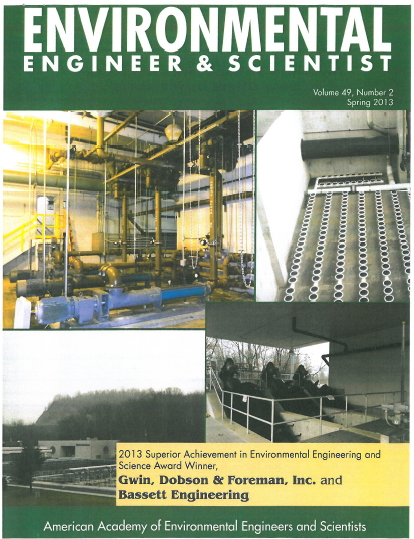 ENVIRONMENTAL
ENGINEER & SCIENTIST
Volume 49, Number 2
Spring 2013
2013 Superior Achievement in Environmental Engineering and
Science Award Winner,
Gwin, Dobson & Foreman, Inc. and
Bassett Engineering
American Academy of Environmental Engineers and Scientists